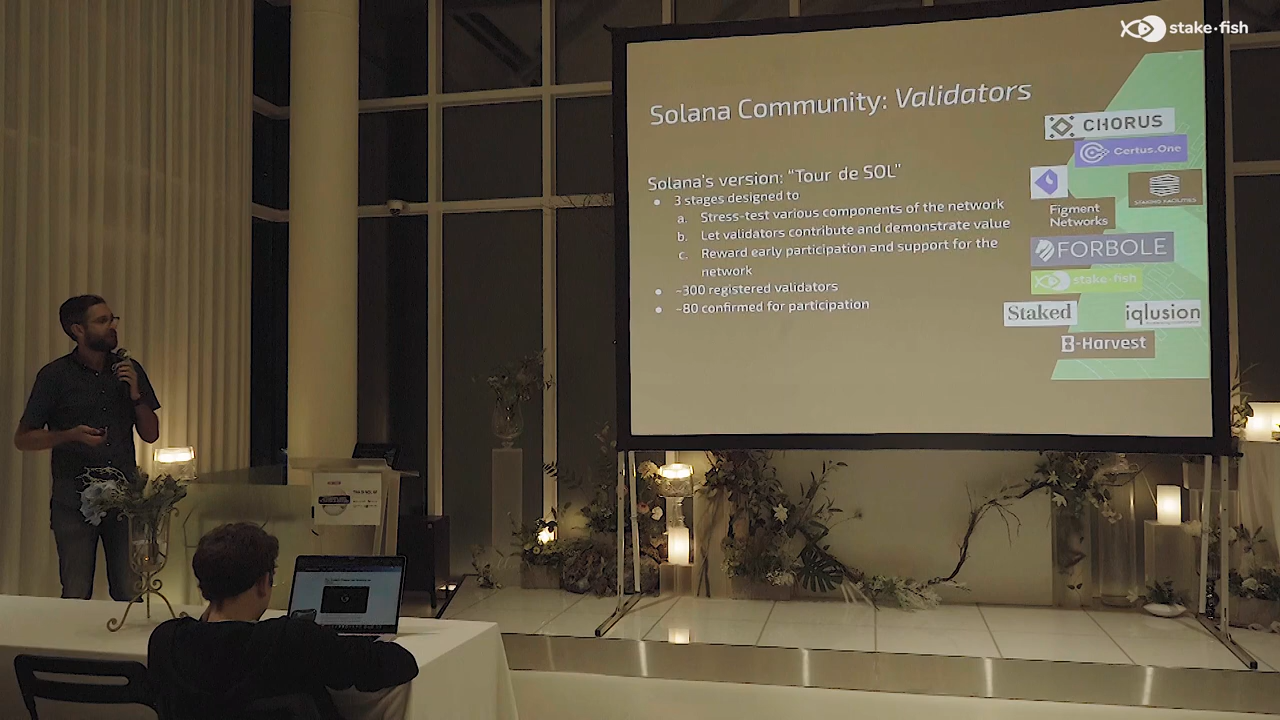 stake·fish
Solana Community: Validators
Solana's version: “Tour de SOL”
• 3 stages designed to
a. Stress-test various components of the network
b. Let validators contribute and demonstrate value
c. Reward early participation and support for the
network
• ~300 registered validators
• ~80 confirmed for participation
CHORUS
Certus.One
STAKING FACILITIES
Figment
Networks
FORBOLE
stake·fish
Staked
iqlusion
B-Harvest